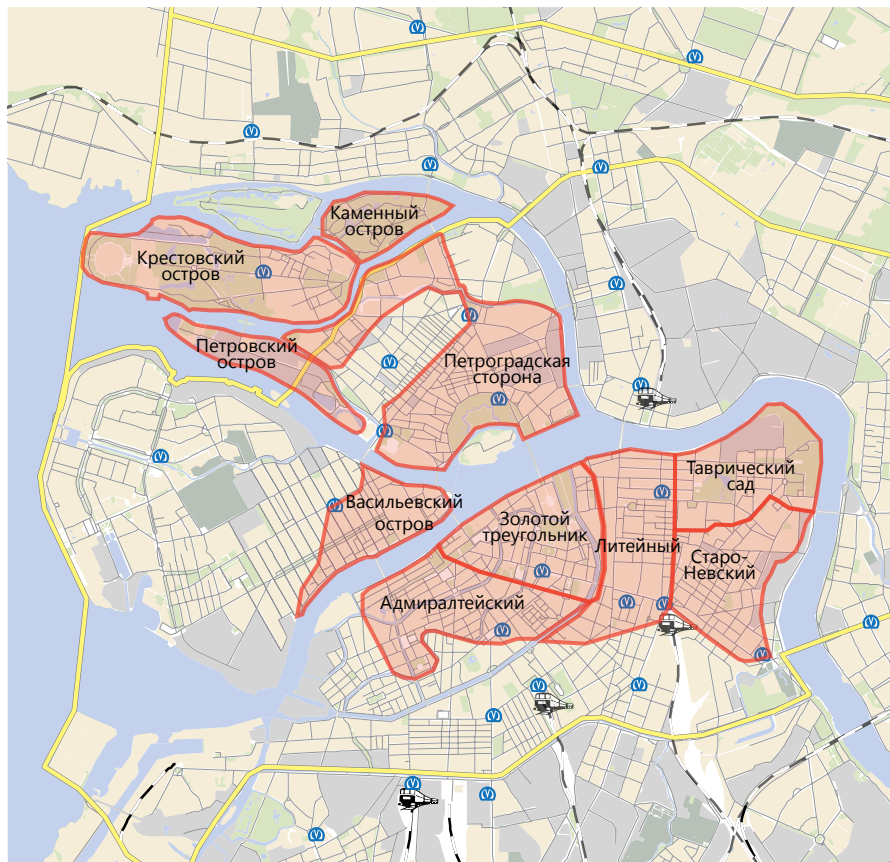 Каменный
остров
Крестовский
остров
Петровский
остров
Петроградская
сторона
Таврический
сад
Васильевский
остров
Золотой
треугольник
Литейный
Старо-
Невский
Адмиралтейский